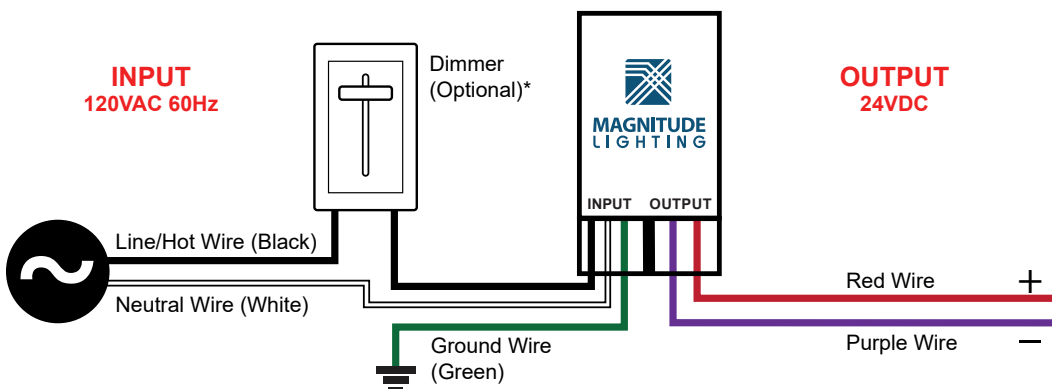 INPUT
120VAC 60Hz
Dimmer
(Optional)*
MAGNITUDE
LIGHTING
OUTPUT
24VDC
INPUT OUTPUT
Line/Hot Wire (Black)
Neutral Wire (White)
Ground Wire
(Green)
Red Wire +
Purple Wire −